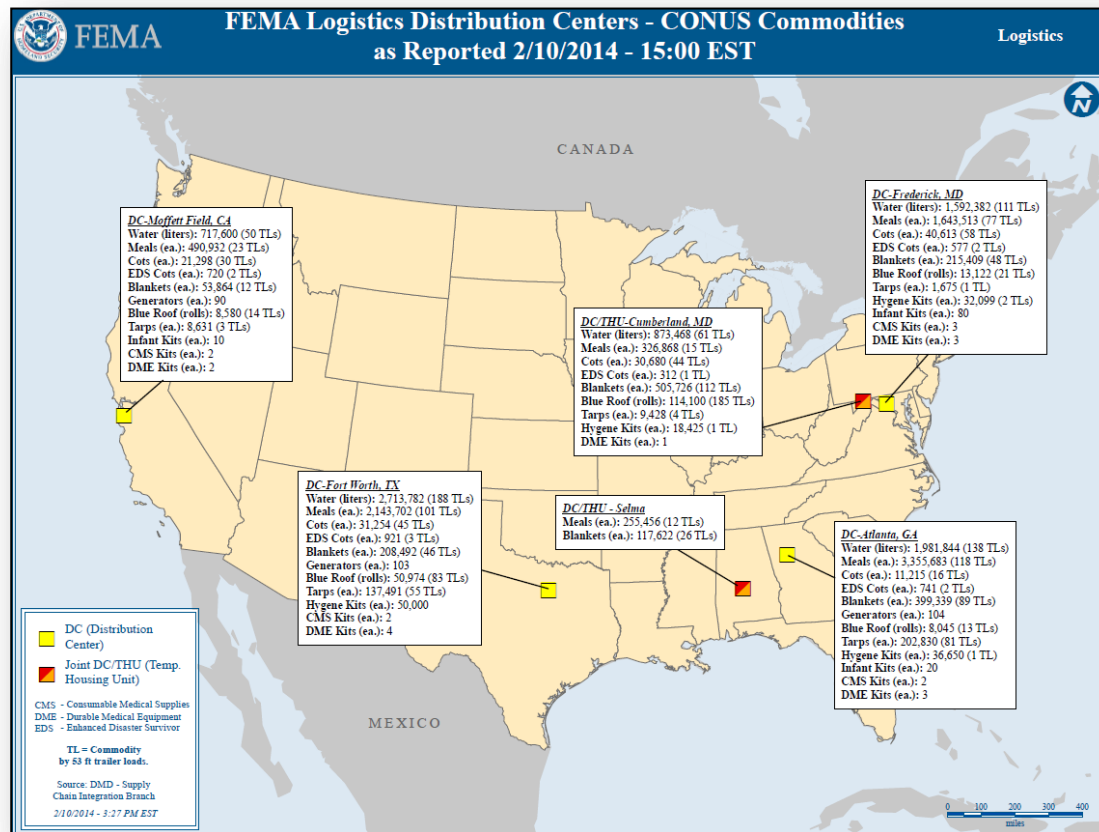 FEMA
FEMA Logistics Distribution Centers - CONUS Commodities
as Reported 2/10/2014 - 15:00 EST
Logistics
N
CANADA
DC-Moffett Field, CA
Water (liters): 717,600 (50 TLs)
Meals (ea.): 490,932 (23 TLs)
Cots (ea.): 21,298 (30 TLs)
EDS Cots (ea.): 720 (2 TLs)
Blankets (ea.): 53,864 (12 TLs)
Generators (ea.): 90
Blue Roof (rolls): 8,580 (14 TLs)
Tarps (ea.): 8,631 (3 TLs)
Infant Kits (ea.): 10
CMS Kits (ea.): 2
DME Kits (ea.): 2
DC-Frederick, MD
Water (liters): 1,592,382 (111 TLs)
Meals (ea.): 1,643,513 (77 TLs)
Cots (ea.): 40,613 (58 TLs)
EDS Cots (ea.): 577 (2 TLs)
Blankets (ea.): 215,409 (48 TLs)
Blue Roof (rolls): 13,122 (21 TLs)
Tarps (ea.): 1,675 (1 TL)
Hygene Kits (ea.): 32,099 (2 TLs)
Infant Kits (ea.): 80
CMS Kits (ea.): 3
DME Kits (ea.): 3
DC/THU-Cumberland, MD
Water (liters): 873,468 (61 TLs)
Meals (ea.): 326,868 (15 TLs)
Cots (ea.): 30,680 (44 TLs)
EDS Cots (ea.): 312 (1 TL)
Blankets (ea.): 505,726 (112 TLs)
Blue Roof (rolls): 114,100 (185 TLs)
Tarps (ea.): 9,428 (4 TLs)
Hygene Kits (ea.): 18,425 (1 TL)
DME Kits (ea.): 1
DC-Fort Worth, TX
Water (liters): 2,713,782 (188 TLs)
Meals (ea.): 2,143,702 (101 TLs)
Cots (ea.): 31,254 (45 TLs)
EDS Cots (ea.): 921 (3 TLs)
Blankets (ea.): 208,492 (46 TLs)
Generators (ea.): 103
Blue Roof (rolls): 50,974 (83 TLs)
Tarps (ea.): 137,491 (55 TLs)
Hygene Kits (ea.): 50,000
CMS Kits (ea.): 2
DME Kits (ea.): 4
DC/THU - Selma
Meals (ea.): 255,456 (12 TLs)
Blankets (ea.): 117,622 (26 TLs)
DC-Atlanta, GA
Water (liters): 1,981,844 (138 TLs)
Meals (ea.): 3,355,683 (118 TLs)
Cots (ea.): 11,215 (16 TLs)
EDS Cots (ea.): 741 (2 TLs)
Blankets (ea.): 399,339 (89 TLs)
Generators (ea.): 104
Blue Roof (rolls): 8,045 (13 TLs)
Tarps (ea.): 202,830 (81 TLs)
Hygene Kits (ea.): 36,650 (1 TL)
Infant Kits (ea.): 20
CMS Kits (ea.): 2
DME Kits (ea.): 3
MEXICO
DC (Distribution
Center)
Joint DC/THU (Temp.
Housing Unit)
CMS - Consumable Medical Supplies
DME - Durable Medical Equipment
EDS - Enhanced Disaster Survivor
TL = Commodity
by 53 ft trailer loads.
Source: DMD - Supply
Chain Integration Branch
2/10/2014 - 3:27 PM EST
0 100 200 300 400
miles